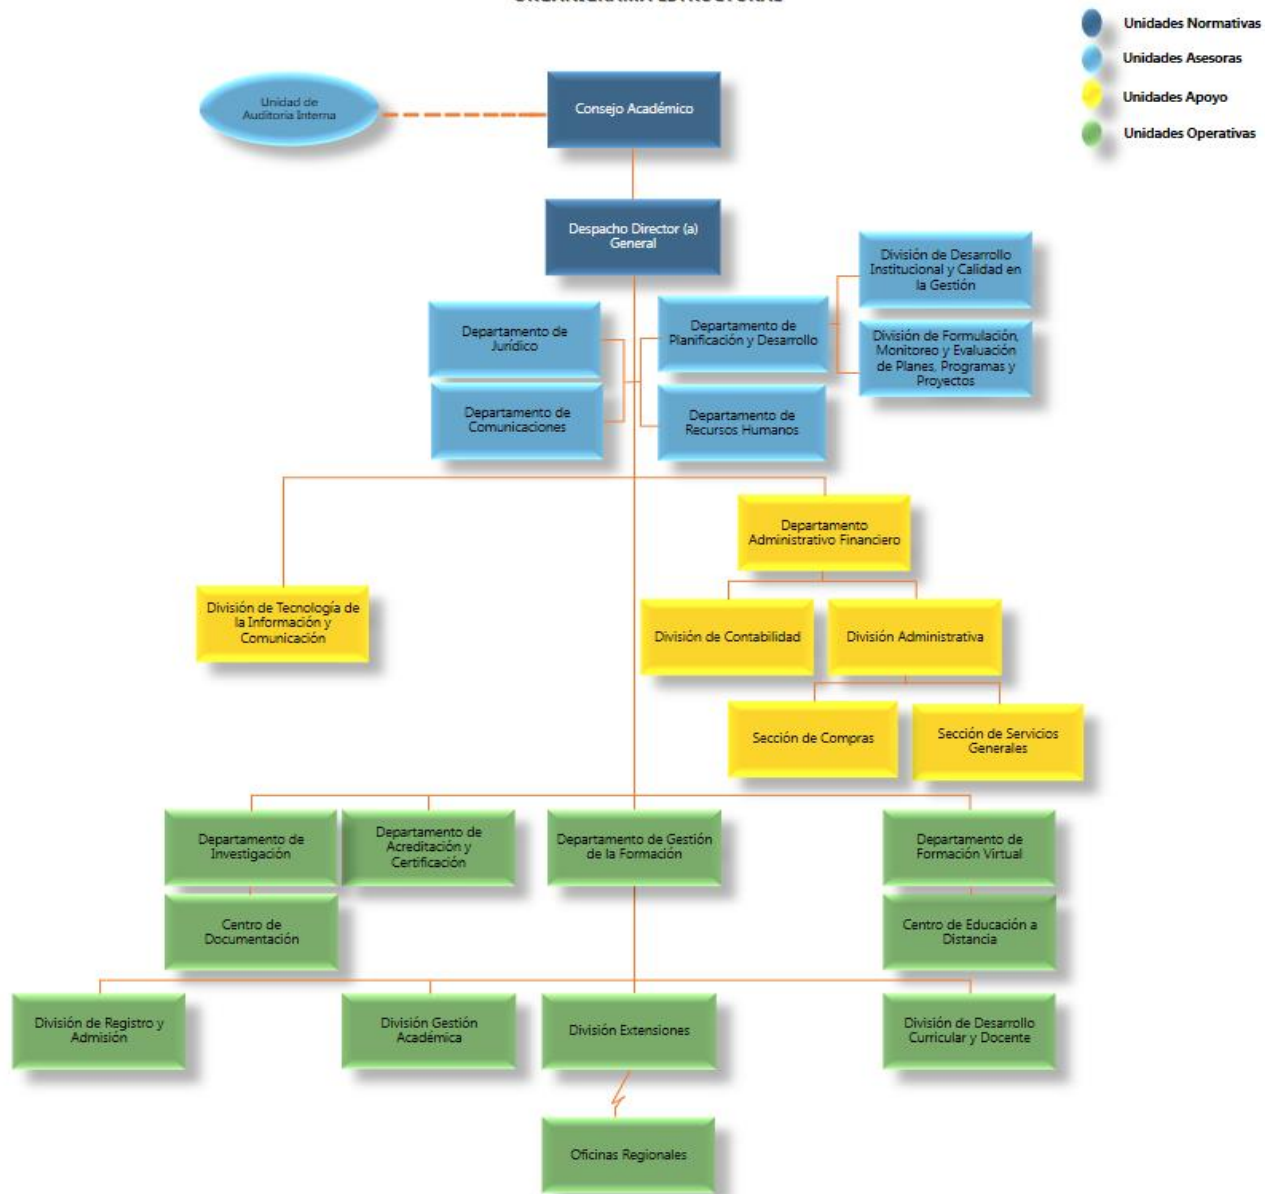 ORGANIGRAMA ESTRUCTURAL
Unidades Normativas
Unidades Asesoras
Unidades Apoyo
Unidades Operativas
Unidad de
Auditoria Interna
Consejo Académico
Despacho Director (a)
General
División de Desarrollo
Institucional y Calidad en
la Gestión
Departamento de
Jurídico
Departamento de
Planificación y Desarrollo
División de Formulación,
Monitoreo y Evaluación
de Planes, Programas y
Proyectos
Departamento de
Comunicaciones
Departamento de
Recursos Humanos
Departamento
Administrativo Financiero
División de Tecnología de
la Información y
Comunicación
División de Contabilidad
División Administrativa
Sección de Compras
Sección de Servicios
Generales
Departamento de
Investigación
Departamento de
Acreditación y
Certificación
Departamento de Gestión
de la Formación
Departamento de
Formación Virtual
Centro de
Documentación
Centro de Educación a
Distancia
División de Registro y
Admisión
División Gestión
Académica
División Extensiones
División de Desarrollo
Curricular y Docente
Oficinas Regionales